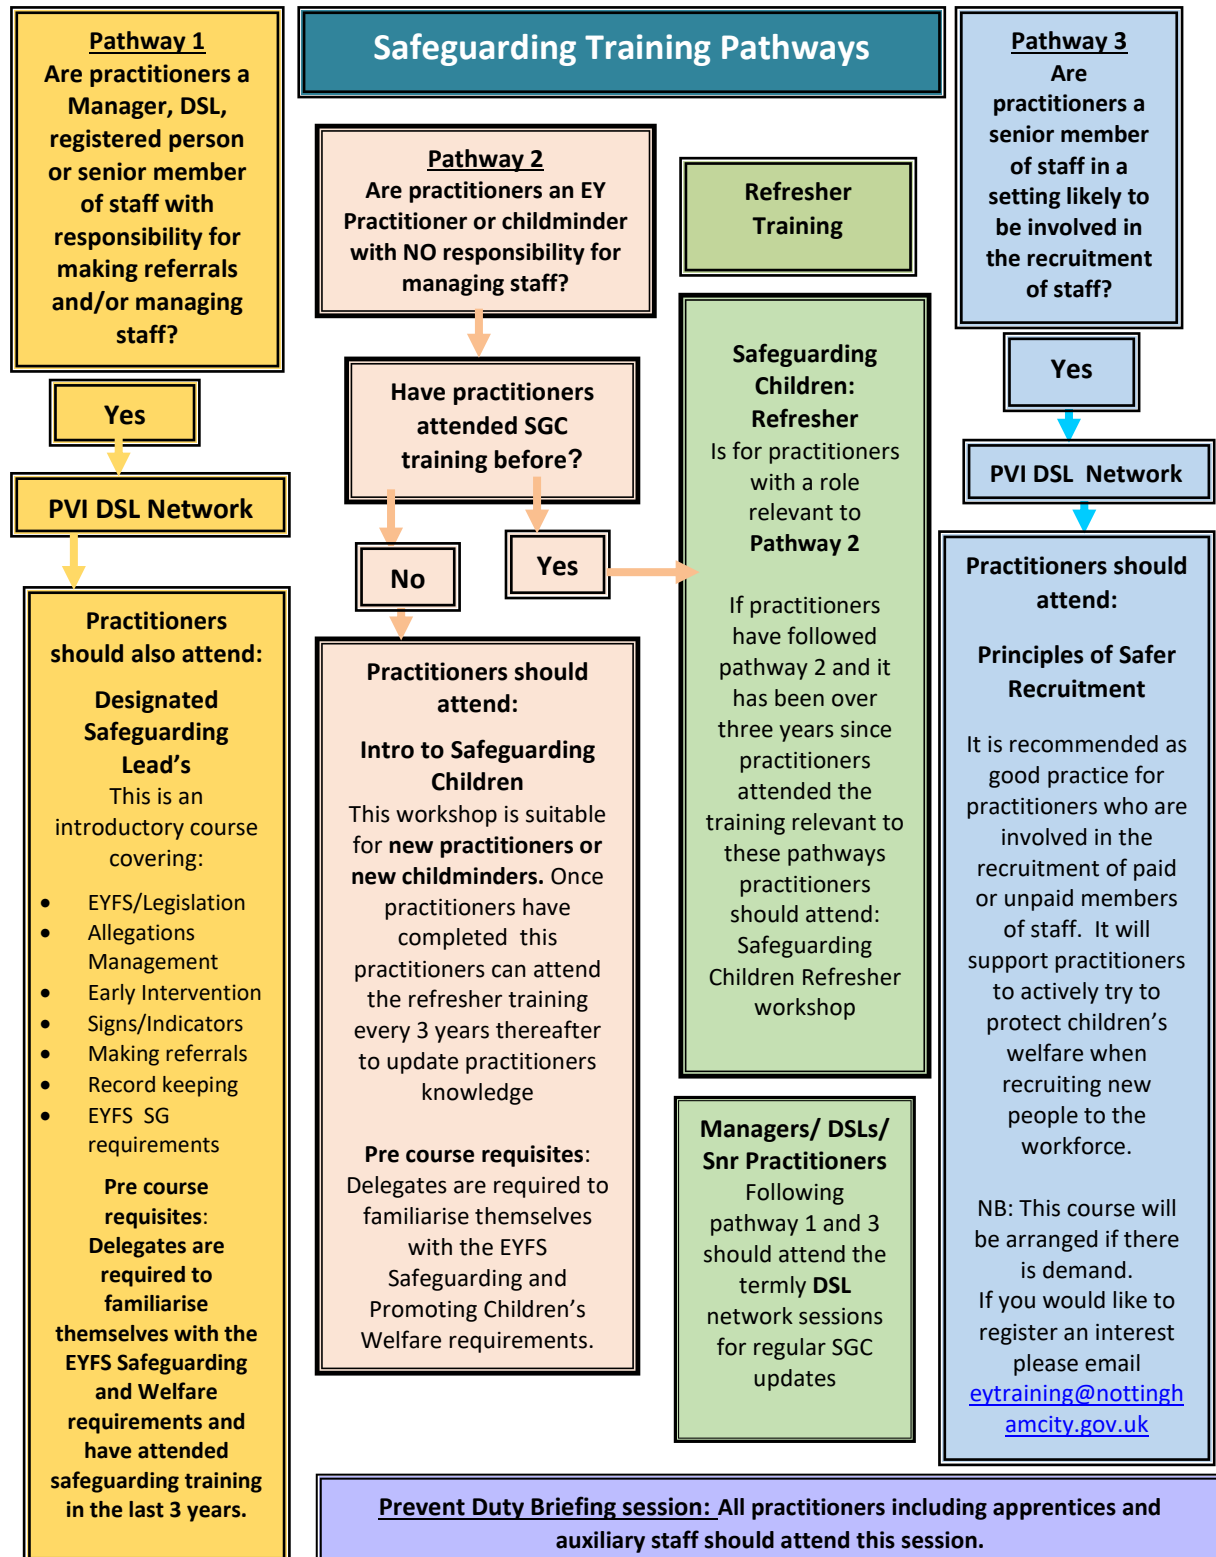 Safeguarding Training Pathways
Pathway 1
Are practitioners a
Manager, DSL,
registered person
or senior member
of staff with
responsibility for
making referrals
and/or managing
staff?
Yes
PVI DSL Network
Practitioners
should also attend:
Designated
Safeguarding
Lead’s
This is an
introductory course
covering:
• EYFS/Legislation
• Allegations
Management
• Early Intervention
• Signs/Indicators
• Making referrals
• Record keeping
• EYFS SG
requirements
Pre course
requisites:
Delegates are
required to
familiarise
themselves with the
EYFS Safeguarding
and Welfare
requirements and
have attended
safeguarding training
in the last 3 years.
Pathway 2
Are practitioners an EY
Practitioner or childminder
with NO responsibility for
managing staff?
Have practitioners
attended SGC
training before?
No
Yes
Practitioners should
attend:
Intro to Safeguarding
Children
This workshop is suitable
for new practitioners or
new childminders. Once
practitioners have
completed this
practitioners can attend
the refresher training
every 3 years thereafter
to update practitioners
knowledge
Pre course requisites:
Delegates are required to
familiarise themselves
with the EYFS
Safeguarding and
Promoting Children’s
Welfare requirements.
Refresher
Training
Safeguarding
Children:
Refresher
Is for practitioners
with a role
relevant to
Pathway 2
If practitioners
have followed
pathway 2 and it
has been over
three years since
practitioners
attended the
training relevant to
these pathways
practitioners
should attend:
Safeguarding
Children Refresher
workshop
Managers/ DSLs/
Snr Practitioners
Following
pathway 1 and 3
should attend the
termly DSL
network sessions
for regular SGC
updates
Pathway 3
Are
practitioners a
senior member
of staff in a
setting likely to
be involved in
the recruitment
of staff?
Yes
PVI DSL Network
Practitioners should
attend:
Principles of Safer
Recruitment
It is recommended as
good practice for
practitioners who are
involved in the
recruitment of paid
or unpaid members
of staff. It will
support practitioners
to actively try to
protect children’s
welfare when
recruiting new
people to the
workforce.
NB: This course will
be arranged if there
is demand.
If you would like to
register an interest
please email
eytraining@nottingh
amcity.gov.uk
Prevent Duty Briefing session: All practitioners including apprentices and
auxiliary staff should attend this session.